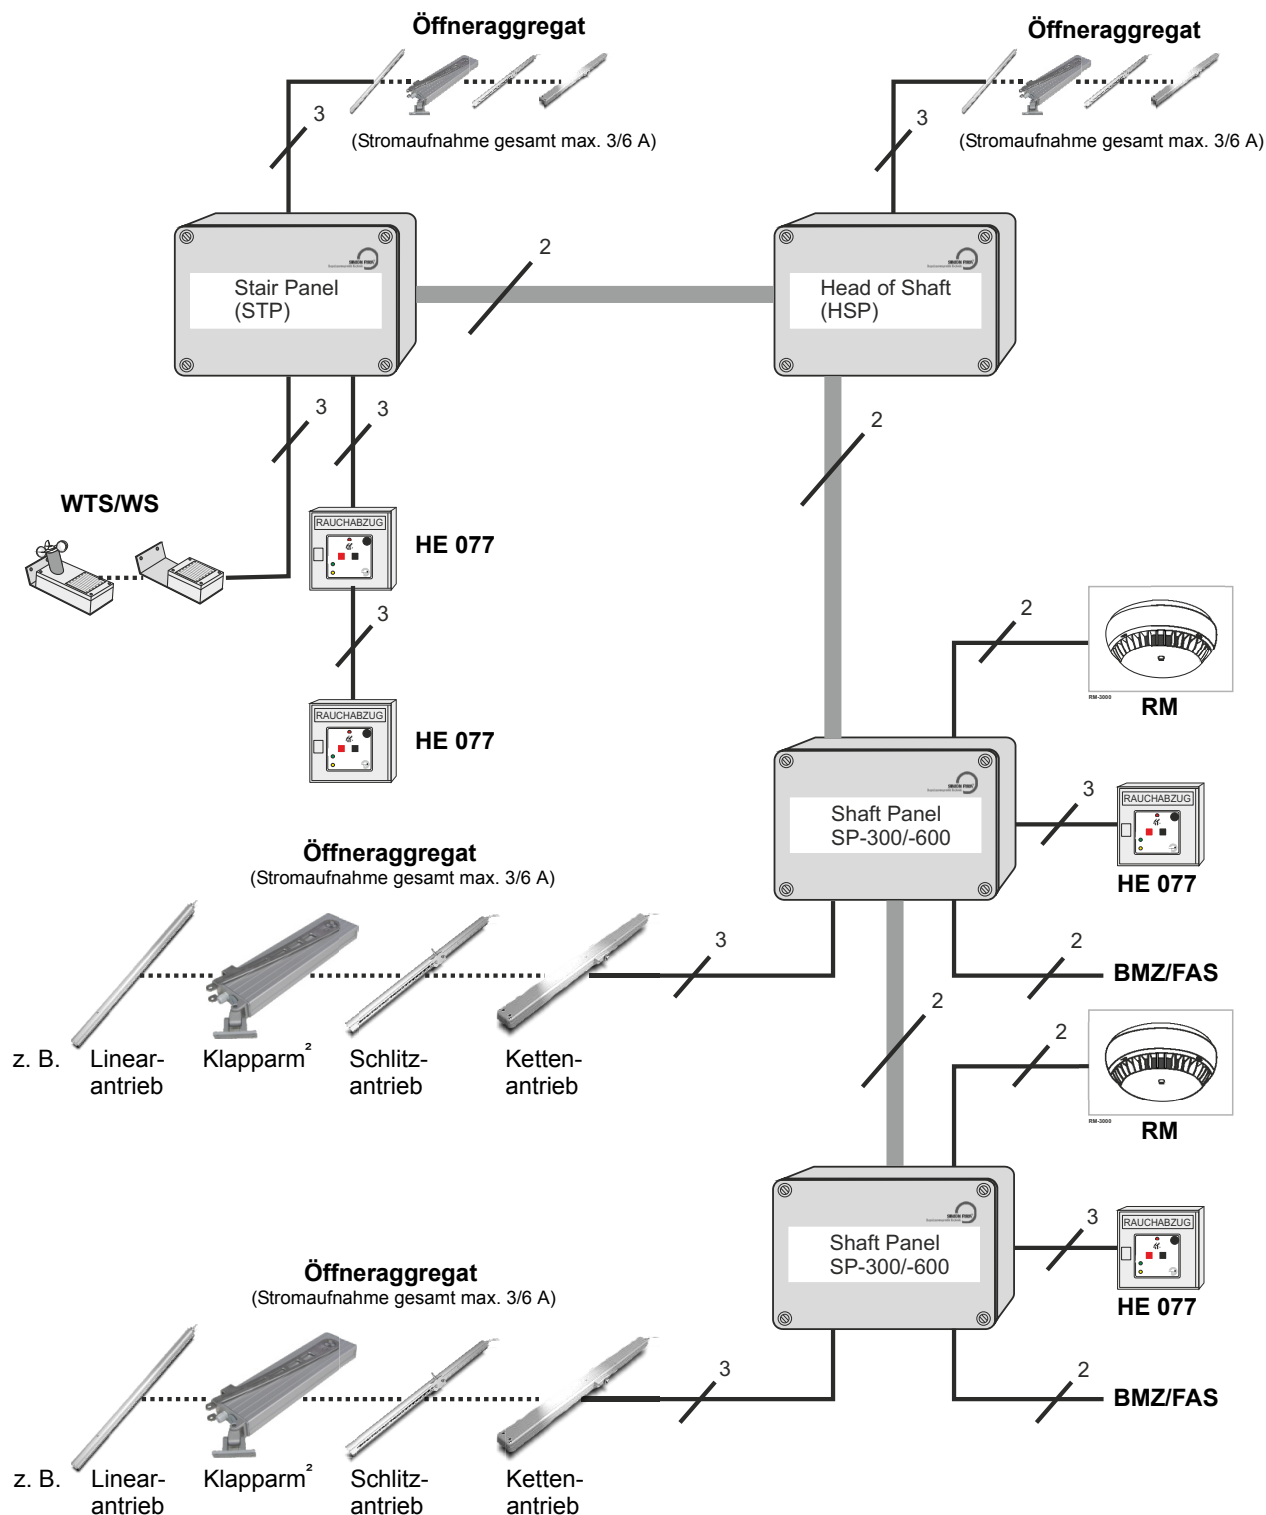 Öffneraggregat
Öffneraggregat
3
(Stromaufnahme gesamt max. 3/6 A)
3
(Stromaufnahme gesamt max. 3/6 A)
Stair Panel
(STP)
2
Head of Shaft
(HSP)
3
3
2
WTS/WS
RAUCHABZUG
HE 077
3
RAUCHABZUG
HE 077
2
RM-3000
RM
Shaft Panel
SP-300/-600
3
RAUCHABZUG
HE 077
Öffneraggregat
(Stromaufnahme gesamt max. 3/6 A)
3
2
BMZ/FAS
z. B.
Linear-
antrieb
Klapparm²
Schlitz-
antrieb
Ketten-
antrieb
2
2
RM-3000
RM
Shaft Panel
SP-300/-600
3
RAUCHABZUG
HE 077
Öffneraggregat
(Stromaufnahme gesamt max. 3/6 A)
3
2
BMZ/FAS
z. B.
Linear-
antrieb
Klapparm²
Schlitz-
antrieb
Ketten-
antrieb